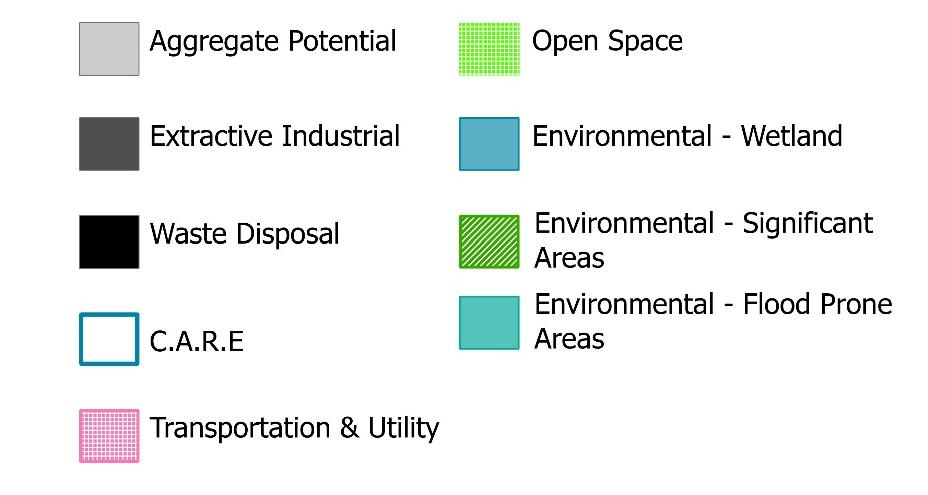 Aggregate Potential
Extractive Industrial
Waste Disposal
C.A.R.E
Transportation & Utility
Open Space
Environmental - Wetland
Environmental - Significant
Areas
Environmental - Flood Prone
Areas